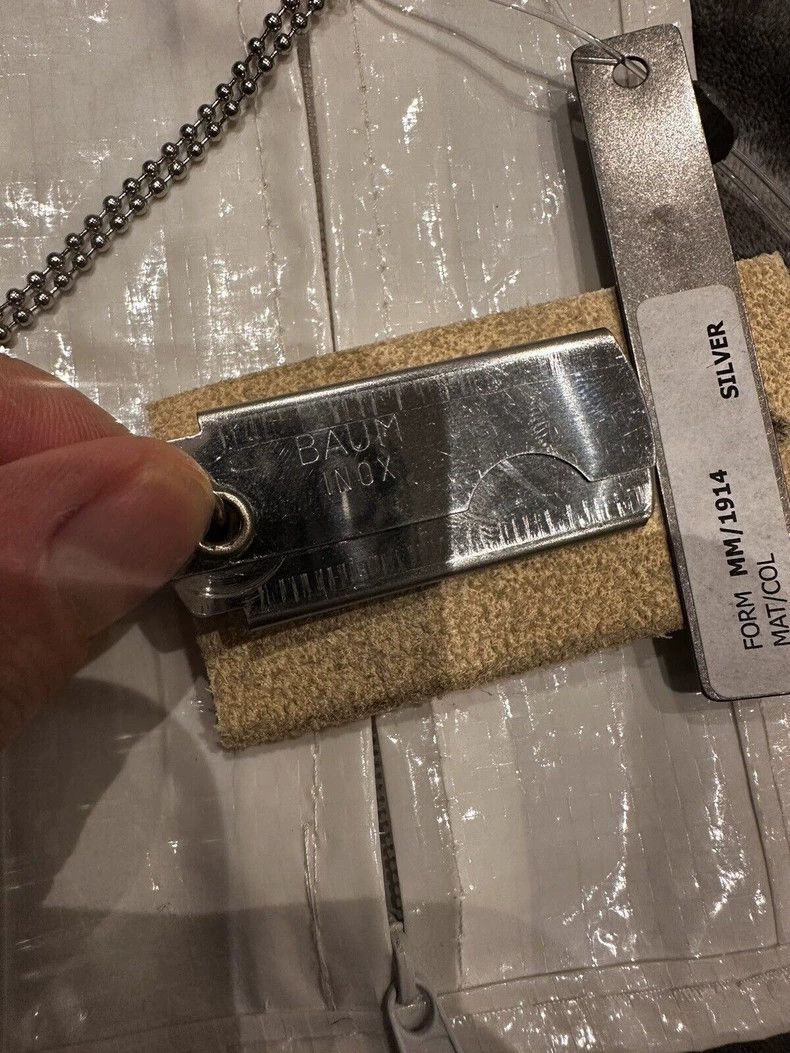 BAUM
INOX
FORM MM/1914 SILVER
MAT/COL